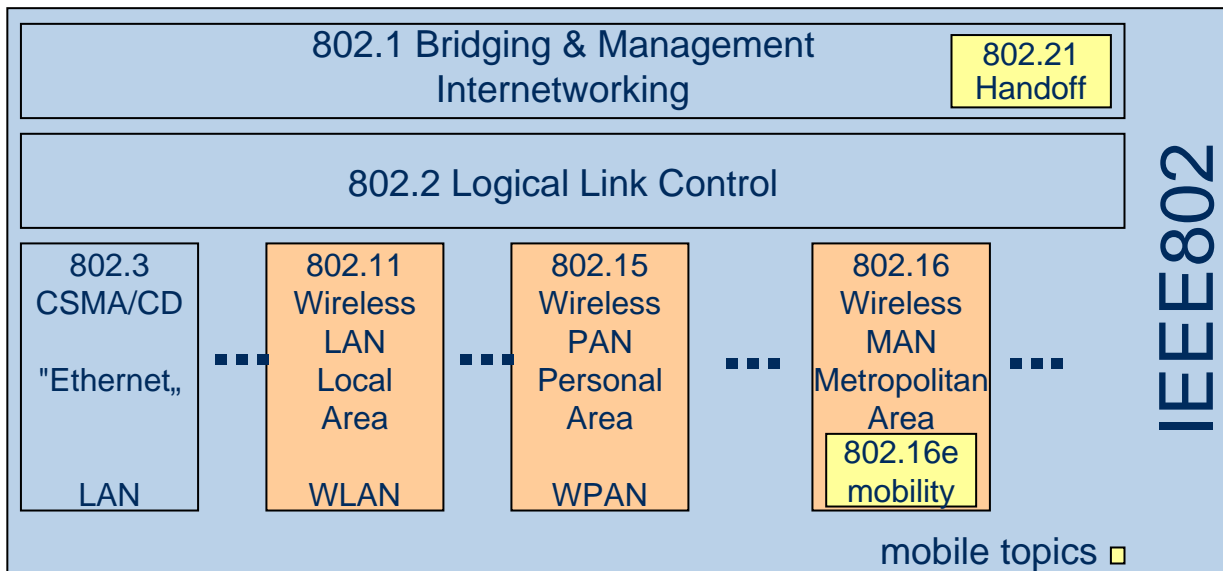 802.1 Bridging & Management
Internetworking
802.21
Handoff
802.2 Logical Link Control
802.3
CSMA/CD
"Ethernet„
LAN
802.11
Wireless
LAN
Local
Area
WLAN
802.15
Wireless
PAN
Personal
Area
WPAN
802.16
Wireless
MAN
Metropolitan
Area
802.16e
mobility
IEEE802
mobile topics